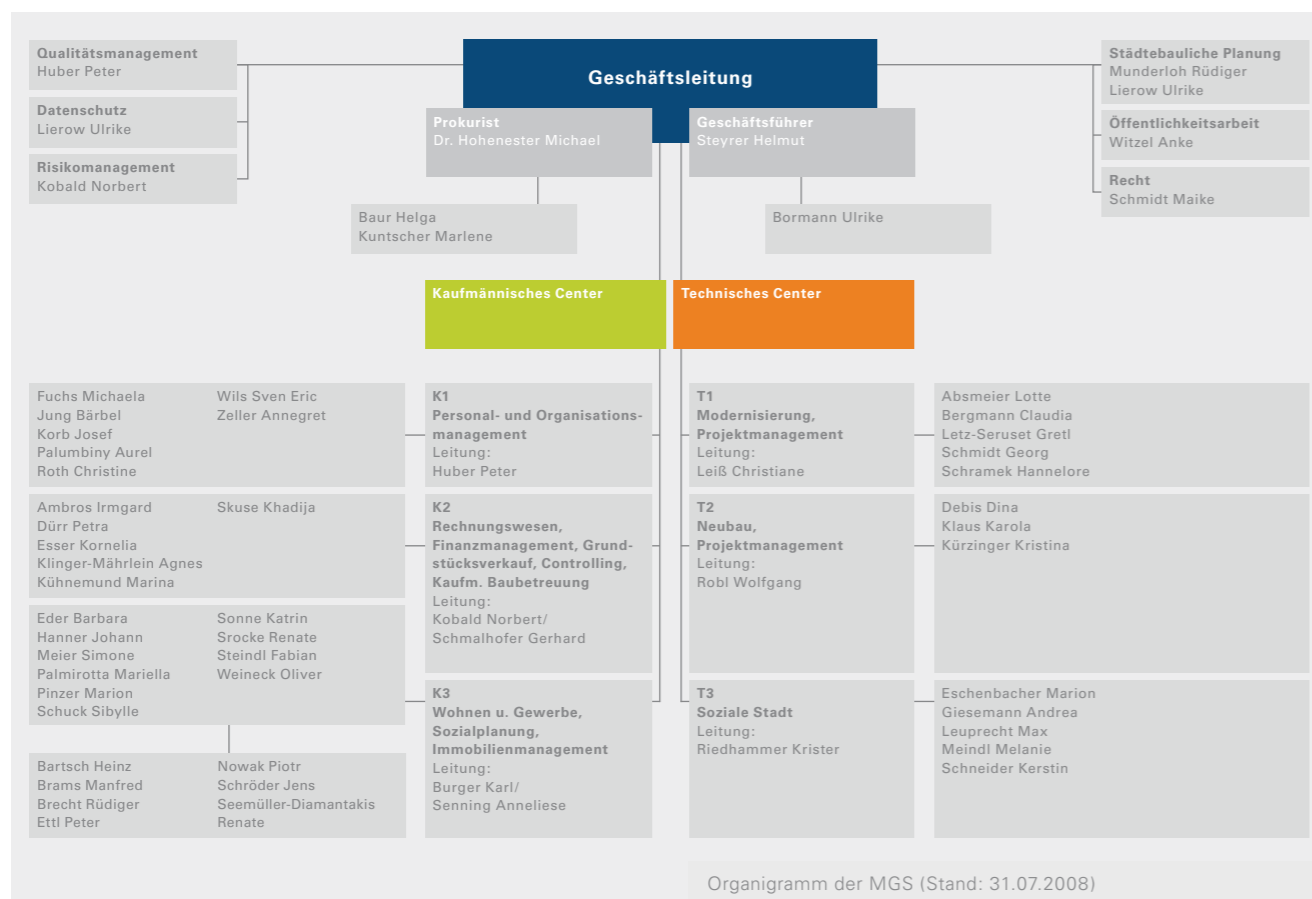 Qualitätsmanagement
Huber Peter
Datenschutz
Lierow Ulrike
Risikomanagement
Kobald Norbert
Geschäftsleitung
Prokurist
Dr. Hohenester Michael
Geschäftsführer
Steyrer Helmut
Städtebauliche Planung
Munderloh Rüdiger
Lierow Ulrike
Öffentlichkeitsarbeit
Witzel Anke
Recht
Schmidt Maike
Baur Helga
Kuntscher Marlene
Bormann Ulrike
Kaufmännisches Center
Technisches Center
Fuchs Michaela
Jung Bärbel
Korb Josef
Palumbiny Aurel
Roth Christine
Wils Sven Eric
Zeller Annegret
K1
Personal- und Organisations-
management
Leitung:
Huber Peter
T1
Modernisierung,
Projektmanagement
Leitung:
Leiß Christiane
Absmeier Lotte
Bergmann Claudia
Letz-Seruset Gretl
Schmidt Georg
Schramek Hannelore
Ambros Irmgard
Dürr Petra
Esser Kornelia
Klinger-Mährlein Agnes
Kühnemund Marina
Skuse Khadija
K2
Rechnungswesen,
Finanzmanagement, Grund-
stücksverkauf, Controlling,
Kaufm. Baubetreuung
Leitung:
Kobald Norbert/
Schmalhofer Gerhard
T2
Neubau,
Projektmanagement
Leitung:
Robl Wolfgang
Debis Dina
Klaus Karola
Kürzinger Kristina
Eder Barbara
Hanner Johann
Meier Simone
Palmirotta Mariella
Pinzer Marion
Schuck Sibylle
Sonne Katrin
Srocke Renate
Steindl Fabian
Weineck Oliver
K3
Wohnen u. Gewerbe,
Sozialplanung,
Immobilienmanagement
Leitung:
Burger Karl/
Senning Anneliese
T3
Soziale Stadt
Leitung:
Riedhammer Krister
Eschenbacher Marion
Giesemann Andrea
Leuprecht Max
Meindl Melanie
Schneider Kerstin
Bartsch Heinz
Brams Manfred
Brecht Rüdiger
Ettl Peter
Nowak Piotr
Schröder Jens
Seemüller-Diamantakis
Renate
Organigramm der MGS (Stand: 31.07.2008)